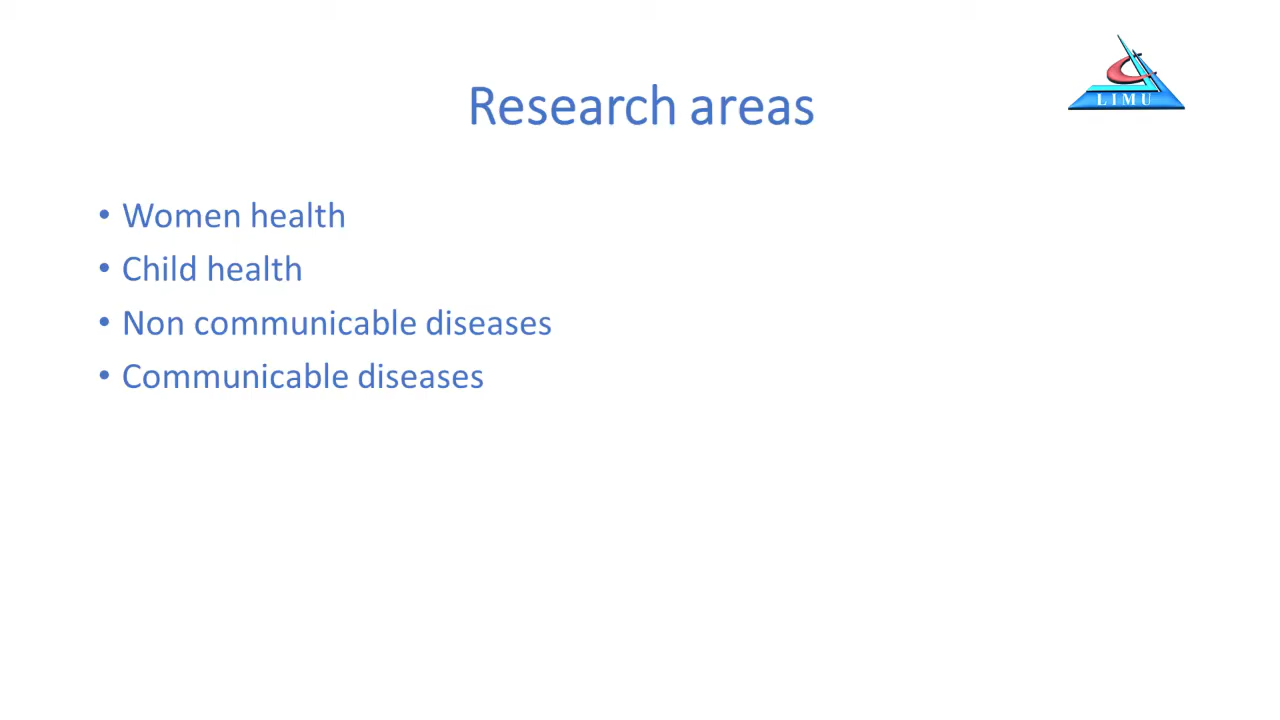 LIMU
Research areas
• Women health
• Child health
• Non communicable diseases
• Communicable diseases